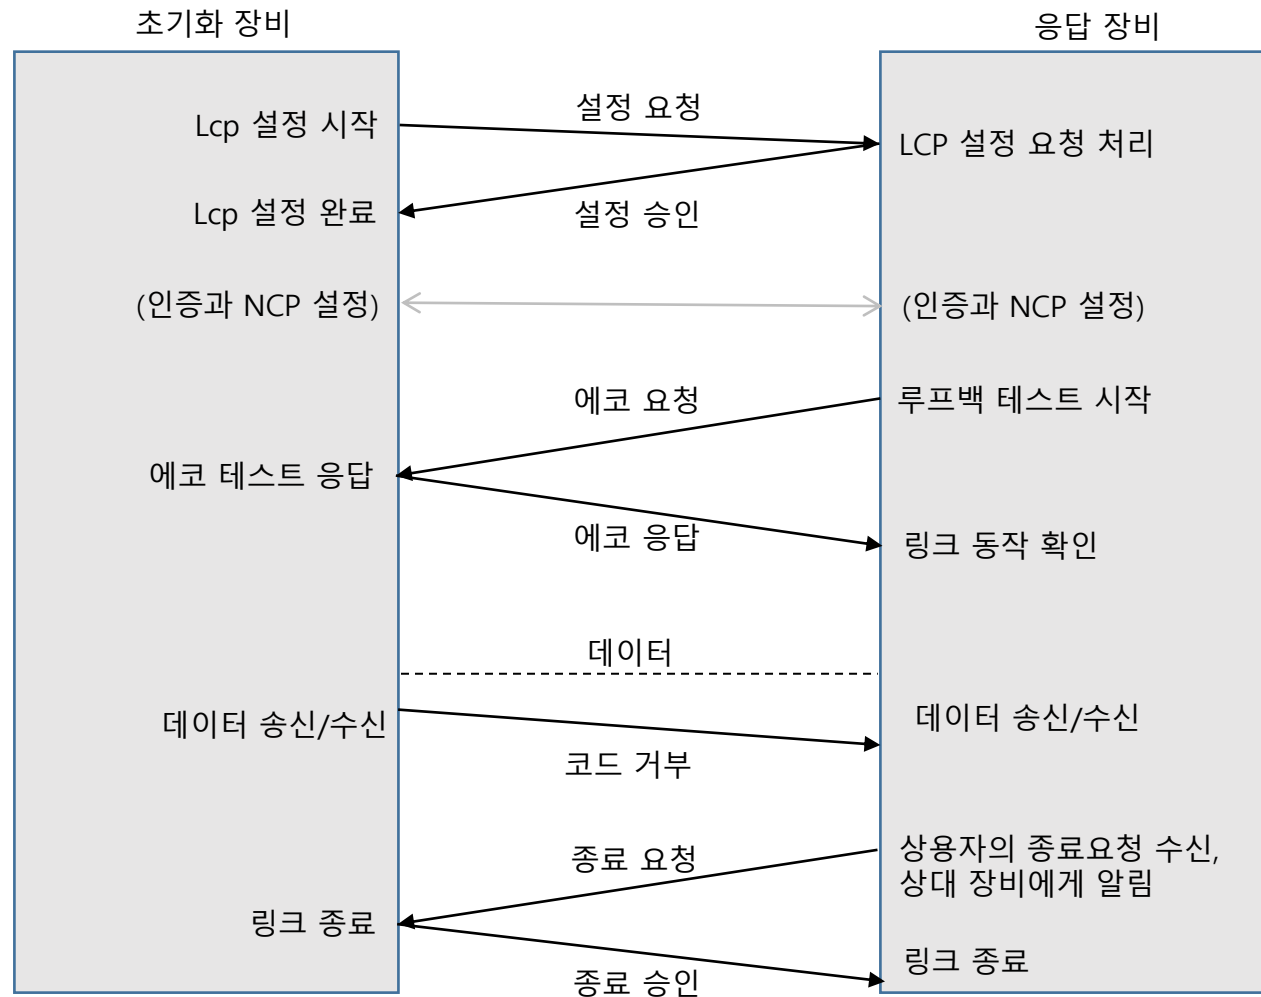 초기화 장비
응답 장비
설정 요청
Lcp 설정 시작
LCP 설정 요청 처리
Lcp 설정 완료
설정 승인
(인증과 NCP 설정)
(인증과 NCP 설정)
에코 요청
루프백 테스트 시작
에코 테스트 응답
에코 응답
링크 동작 확인
데이터
데이터 송신/수신
데이터 송신/수신
코드 거부
종료 요청
상용자의 종료요청 수신,
상대 장비에게 알림
링크 종료
링크 종료
종료 승인